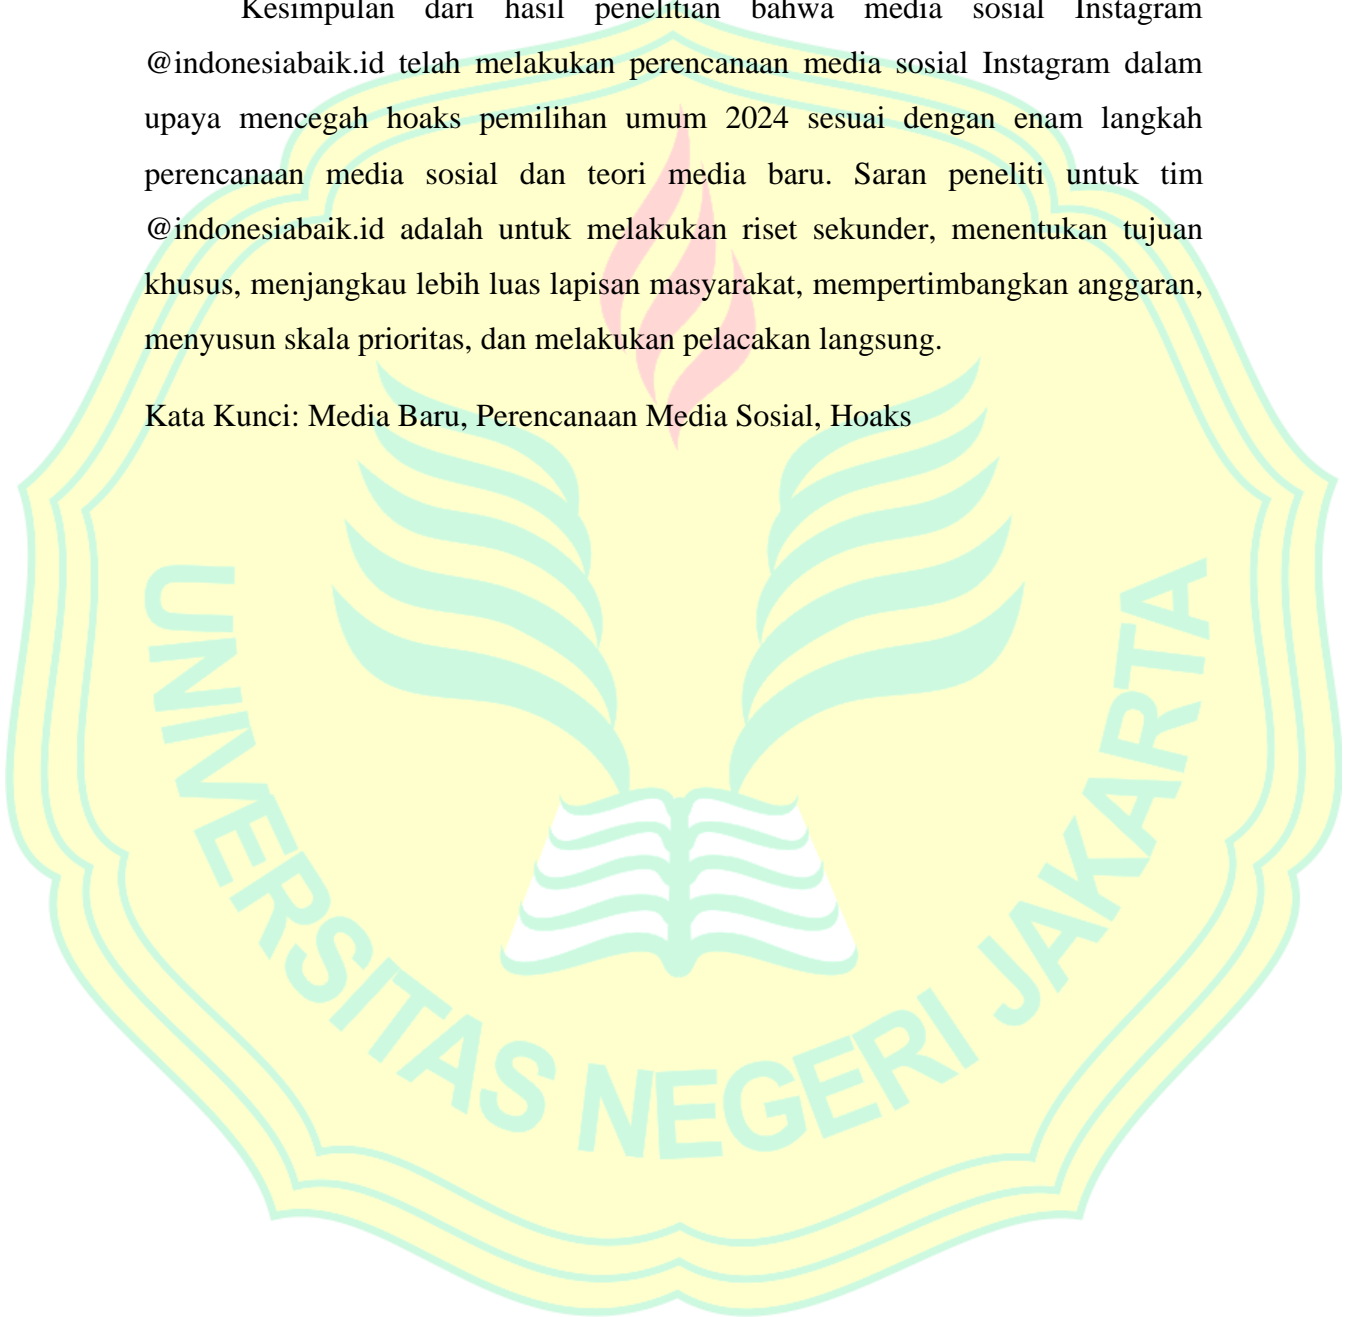 Kesimpulan dari hasil penelitian bahwa media sosial Instagram
@indonesiabaik.id telah melakukan perencanaan media sosial Instagram dalam
upaya mencegah hoaks pemilihan umum 2024 sesuai dengan enam langkah
perencanaan media sosial dan teori media baru. Saran peneliti untuk tim
@indonesiabaik.id adalah untuk melakukan riset sekunder, menentukan tujuan
khusus, menjangkau lebih luas lapisan masyarakat, mempertimbangkan anggaran,
menyusun skala prioritas, dan melakukan pelacakan langsung.
Kata Kunci: Media Baru, Perencanaan Media Sosial, Hoaks
UNIVERSITAS NEGERI JAKARTA